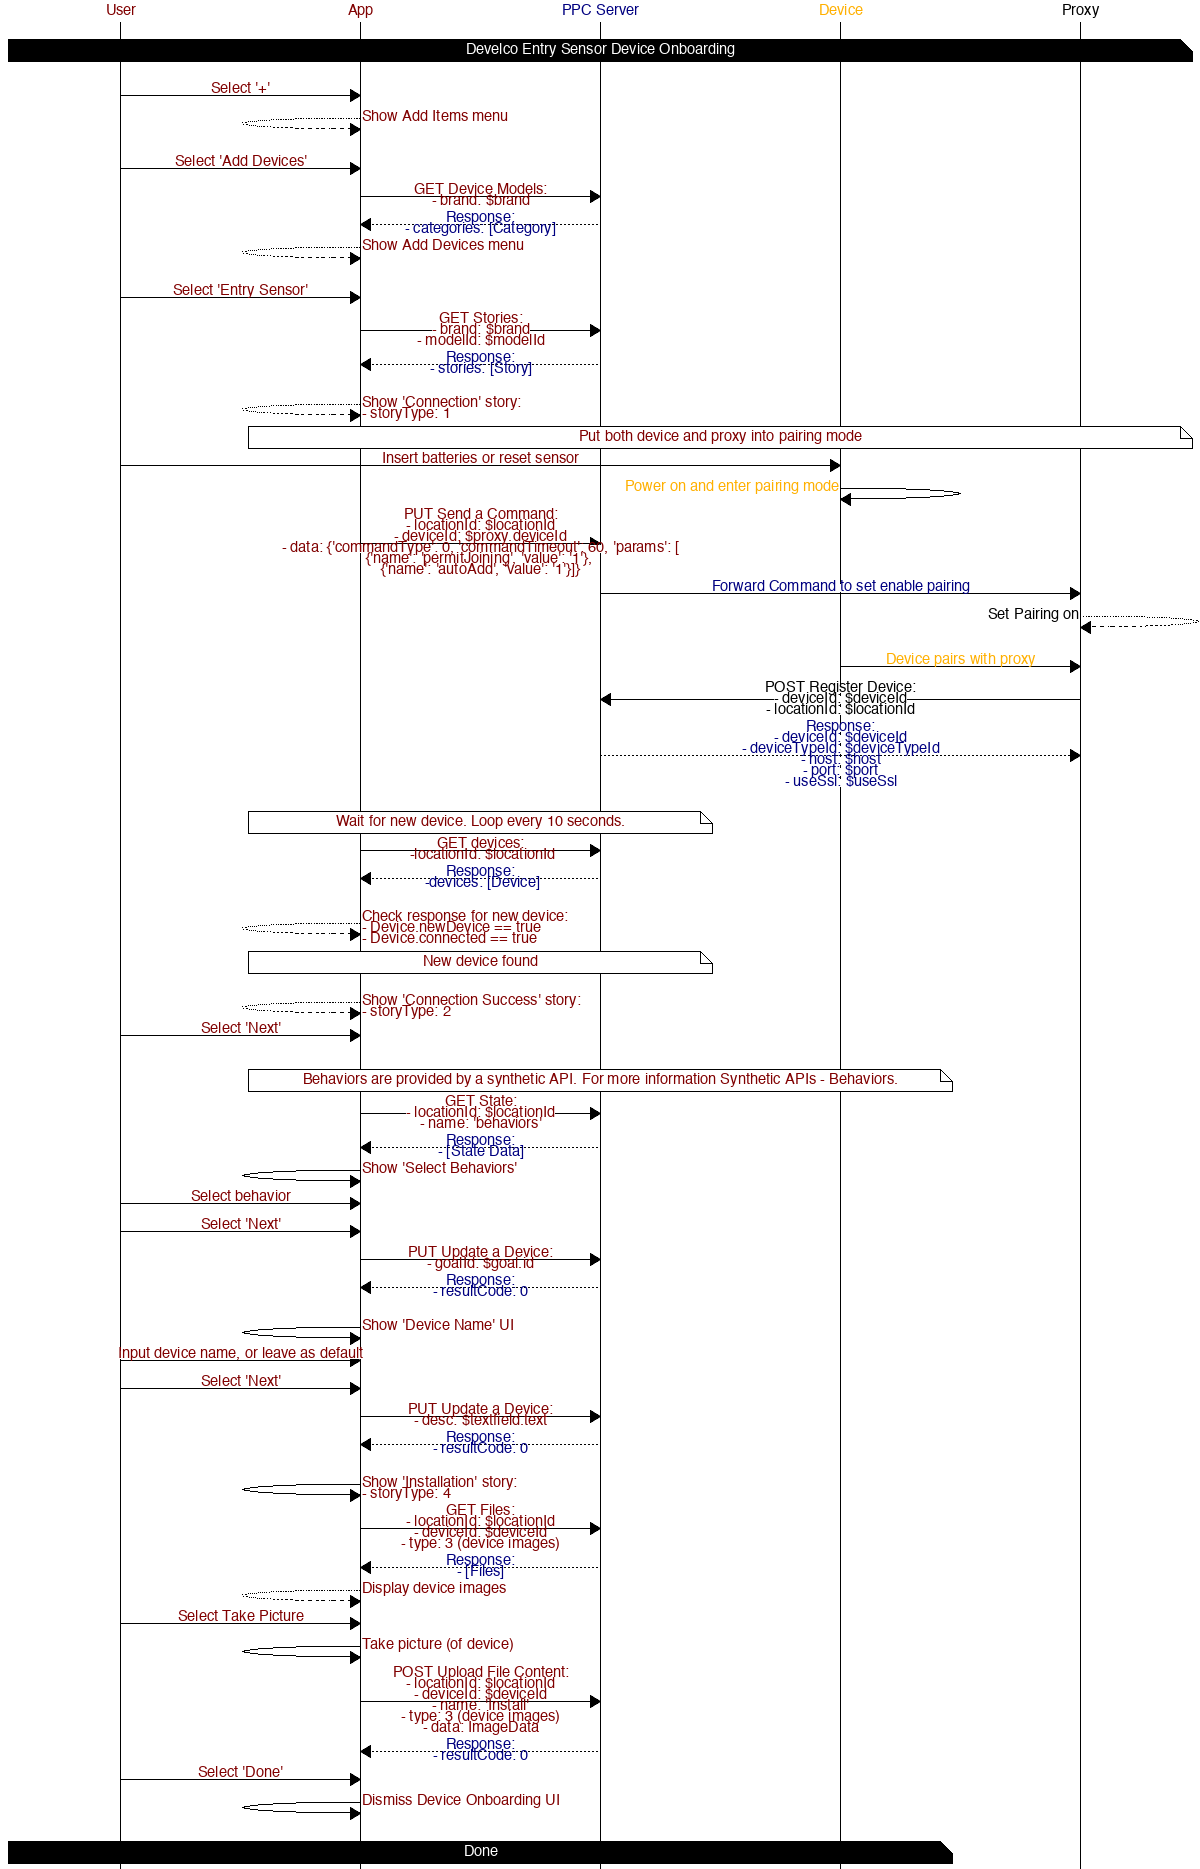 User App PPC Server Device Proxy
Develco Entry Sensor Device Onboarding
Select '+'
Show Add Items menu
Select 'Add Devices'
GET Device Models:
- brand: $brand
Response:
- categories: [Category]
Show Add Devices menu
Select 'Entry Sensor'
GET Stories:
- brand: $brand
- modelId: $modelId
Response:
- stories: [Story]
Show 'Connection' story:
- storyType: 1
Put both device and proxy into pairing mode
Insert batteries or reset sensor
Power on and enter pairing mode
PUT Send a Command:
- locationId: $locationId
- deviceId: $proxy.deviceId
- data: {'commandType': 0, 'commandTimeout', 60, 'params': [
{'name': 'permitJoining', 'value': '1'},
{'name': 'autoAdd', 'value': '1'}]}
Forward Command to set enable pairing
Set Pairing on
Device pairs with proxy
POST Register Device:
- deviceId: $deviceId
- locationId: $locationId
Response:
- deviceId: $deviceId
- deviceTypeId: $deviceTypeId
- host: $host
- port: $port
- useSsl: $useSsl
Wait for new device. Loop every 10 seconds.
GET devices:
-locationId: $locationId
Response:
-devices: [Device]
Check response for new device:
- Device.newDevice == true
- Device.connected == true
New device found
Show 'Connection Success' story:
- storyType: 2
Select 'Next'
Behaviors are provided by a synthetic API. For more information Synthetic APIs - Behaviors.
GET State:
- locationId: $locationId
- name: 'behaviors'
Response:
- [State Data]
Show 'Select Behaviors'
Select behavior
Select 'Next'
PUT Update a Device:
- goalId: $goal.id
Response:
- resultCode: 0
Show 'Device Name' UI
Input device name, or leave as default
Select 'Next'
PUT Update a Device:
- desc: $textfield.text
Response:
- resultCode: 0
Show 'Installation' story:
- storyType: 4
GET Files:
- locationId: $locationId
- deviceId: $deviceId
- type: 3 (device images)
Response:
- [Files]
Display device images
Select Take Picture
Take picture (of device)
POST Upload File Content:
- locationId: $locationId
- deviceId: $deviceId
- name: 'Install'
- type: 3 (device images)
- data: ImageData
Response:
- resultCode: 0
Select 'Done'
Dismiss Device Onboarding UI
Done